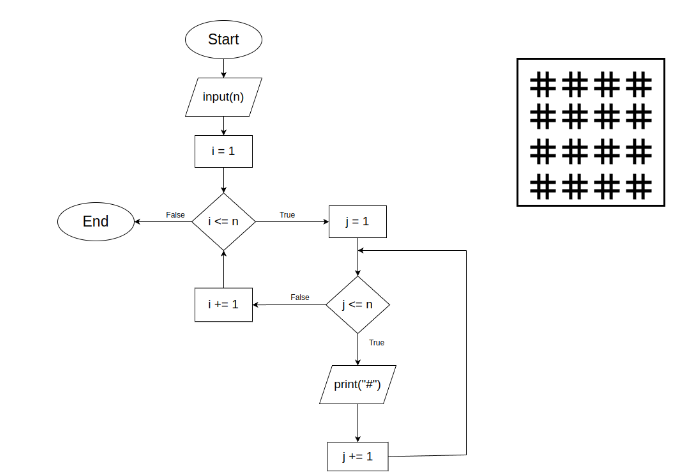 Start
input(n)
i = 1
i <= n
False
True
End
j = 1
i += 1
False
j <= n
True
print("#")
j += 1
# # # #
# # # #
# # # #
# # # #